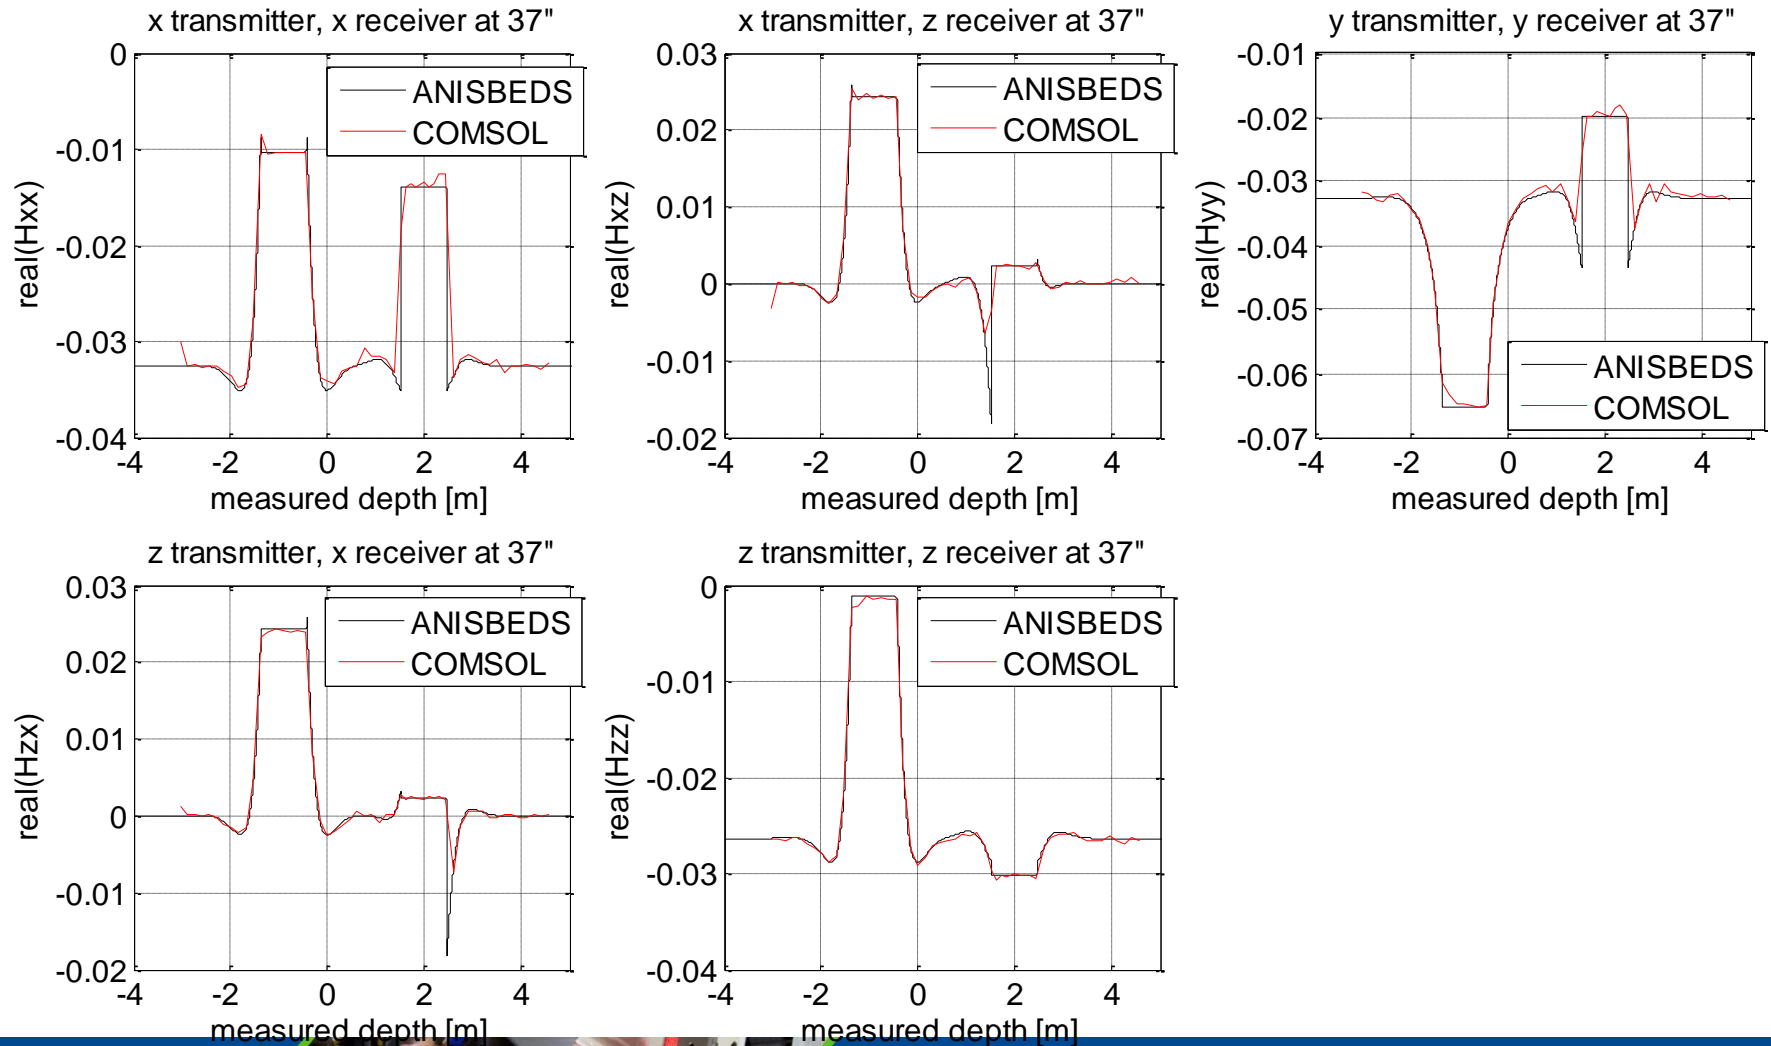 x transmitter, x receiver at 37"
0
-0.01
-0.02
-0.03
-0.04
-4
-2
0
2
4
real(Hxx)
measured depth [m]
ANISBEDS
COMSOL
x transmitter, z receiver at 37"
0.03
0.02
0.01
0
-0.01
-0.02
-4
-2
0
2
4
real(Hxz)
measured depth [m]
ANISBEDS
COMSOL
y transmitter, y receiver at 37"
-0.01
-0.02
-0.03
-0.04
-0.05
-0.06
-0.07
-4
-2
0
2
4
real(Hyy)
measured depth [m]
ANISBEDS
COMSOL
z transmitter, x receiver at 37"
0.03
0.02
0.01
0
-0.01
-0.02
-4
-2
0
2
4
real(Hzx)
measured depth [m]
ANISBEDS
COMSOL
z transmitter, z receiver at 37"
0
-0.01
-0.02
-0.03
-0.04
-4
-2
0
2
4
real(Hzz)
measured depth [m]
ANISBEDS
COMSOL